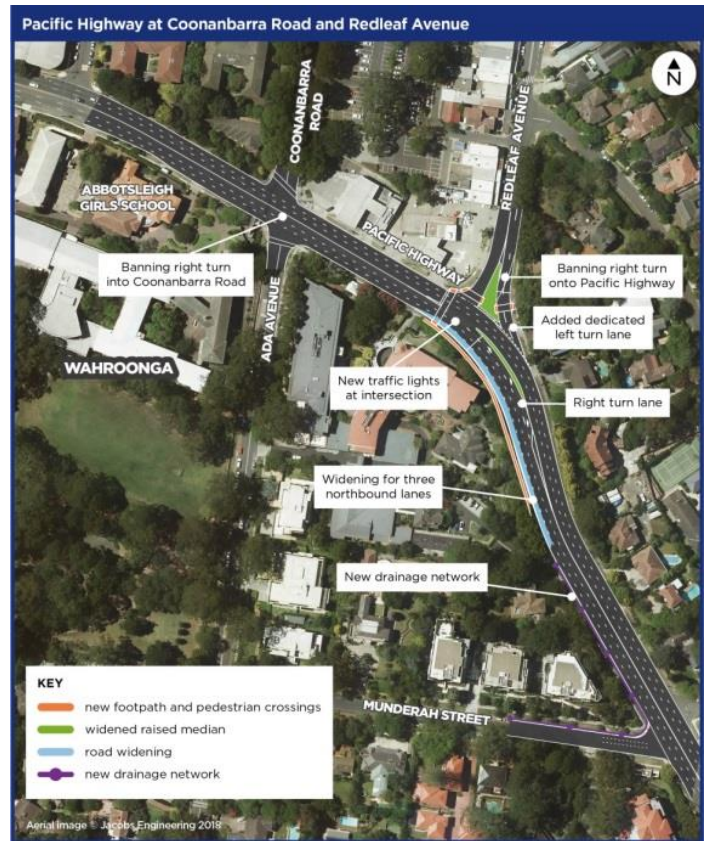 Pacific Highway at Coonanbarra Road and Redleaf Avenue
N
COONANBARRA
ROAD
REDLEAF AVENUE
ABBOTSLEIGH
GIRLS SCHOOL
PACIFIC HIGHWAY
Banning right turn
into Coonanbarra Road
Banning right turn
onto Pacific Highway
ADA AVENUE
Added dedicated
left turn lane
WAHROONGA
New traffic lights
at intersection
Right turn lane
Widening for three
northbound lanes
New drainage network
KEY
new footpath and pedestrian crossings
widened raised median
road widening
new drainage network
MUNDERAH STREET
Aerial image © Jacobs Engineering 2018